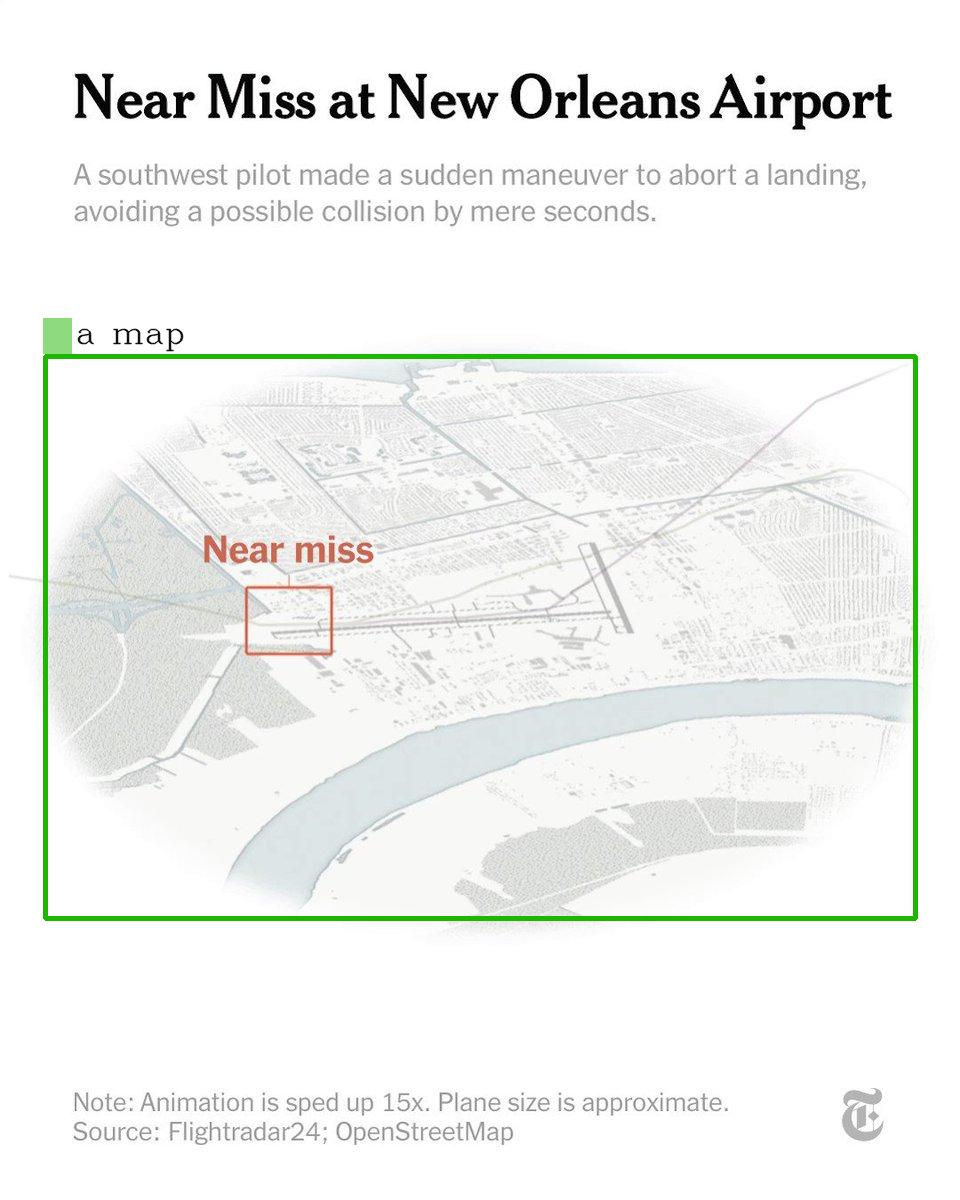 Near Miss at New Orleans Airport
A southwest pilot made a sudden maneuver to abort a landing,
avoiding a possible collision by mere seconds.
a map
Near miss
Note: Animation is sped up 15x. Plane size is approximate.
Source: Flightradar24; OpenStreetMap
T